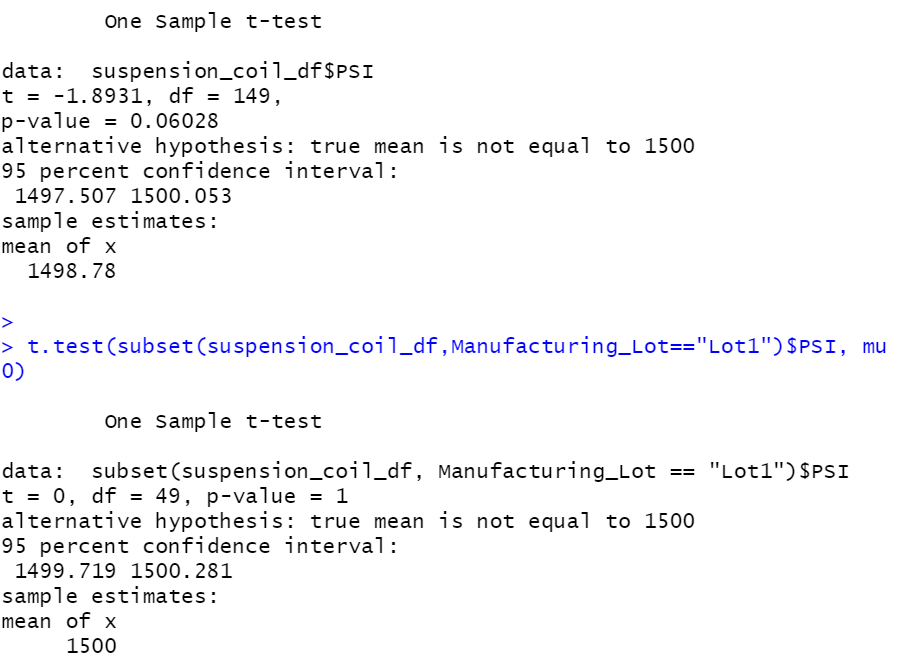 One Sample t-test
data:  suspension_coil_df$PSI
t = -1.8931, df = 149,
p-value = 0.06028
alternative hypothesis: true mean is not equal to 1500
95 percent confidence interval:
 1497.507 1500.053
sample estimates:
mean of x
  1498.78
>
> t.test(subset(suspension_coil_df,Manufacturing_Lot=="Lot1")$PSI, mu
0)
One Sample t-test
data:  subset(suspension_coil_df, Manufacturing_Lot == "Lot1")$PSI
t = 0, df = 49, p-value = 1
alternative hypothesis: true mean is not equal to 1500
95 percent confidence interval:
 1499.719 1500.281
sample estimates:
mean of x
     1500